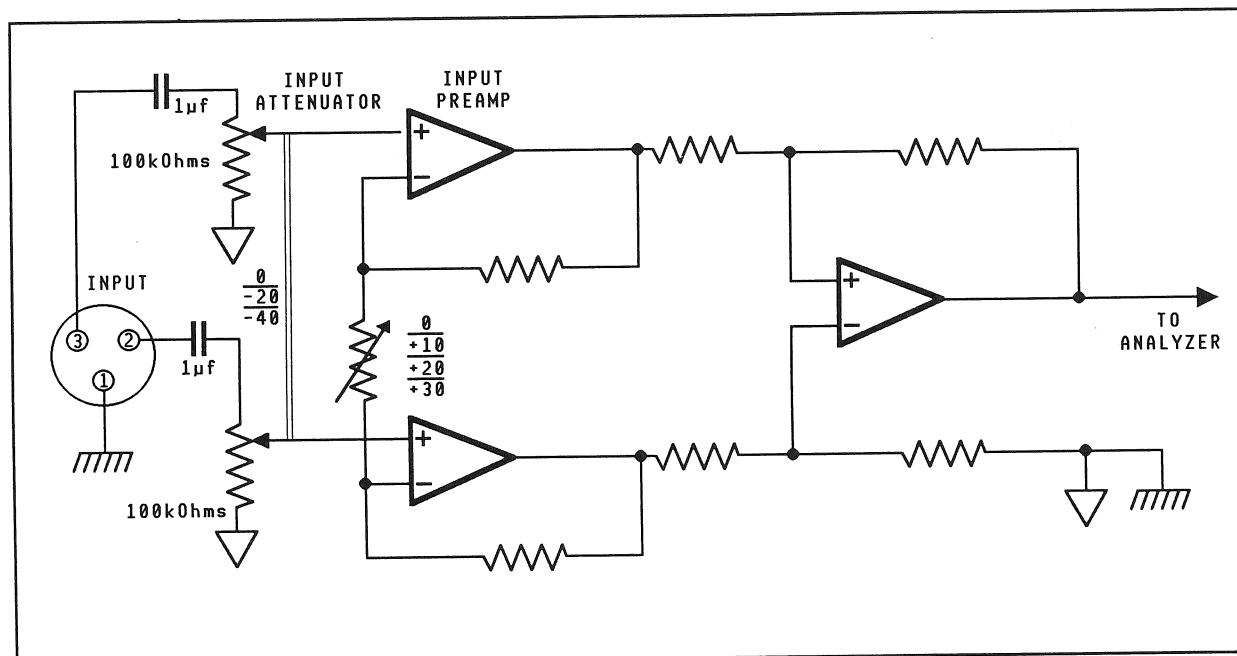 INPUT
ATTENUATOR
INPUT
PREAMP
1µf
100kOhms
+
−
INPUT
0
-20
-40
3
2
1
1µf
0
+10
+20
+30
+
−
TO
ANALYZER
+
−
100kOhms